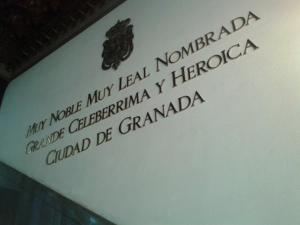 MUY NOBLE MUY LEAL NOMBRADA
GRANDE CELEBERRIMA Y HEROICA
CIUDAD DE GRANADA